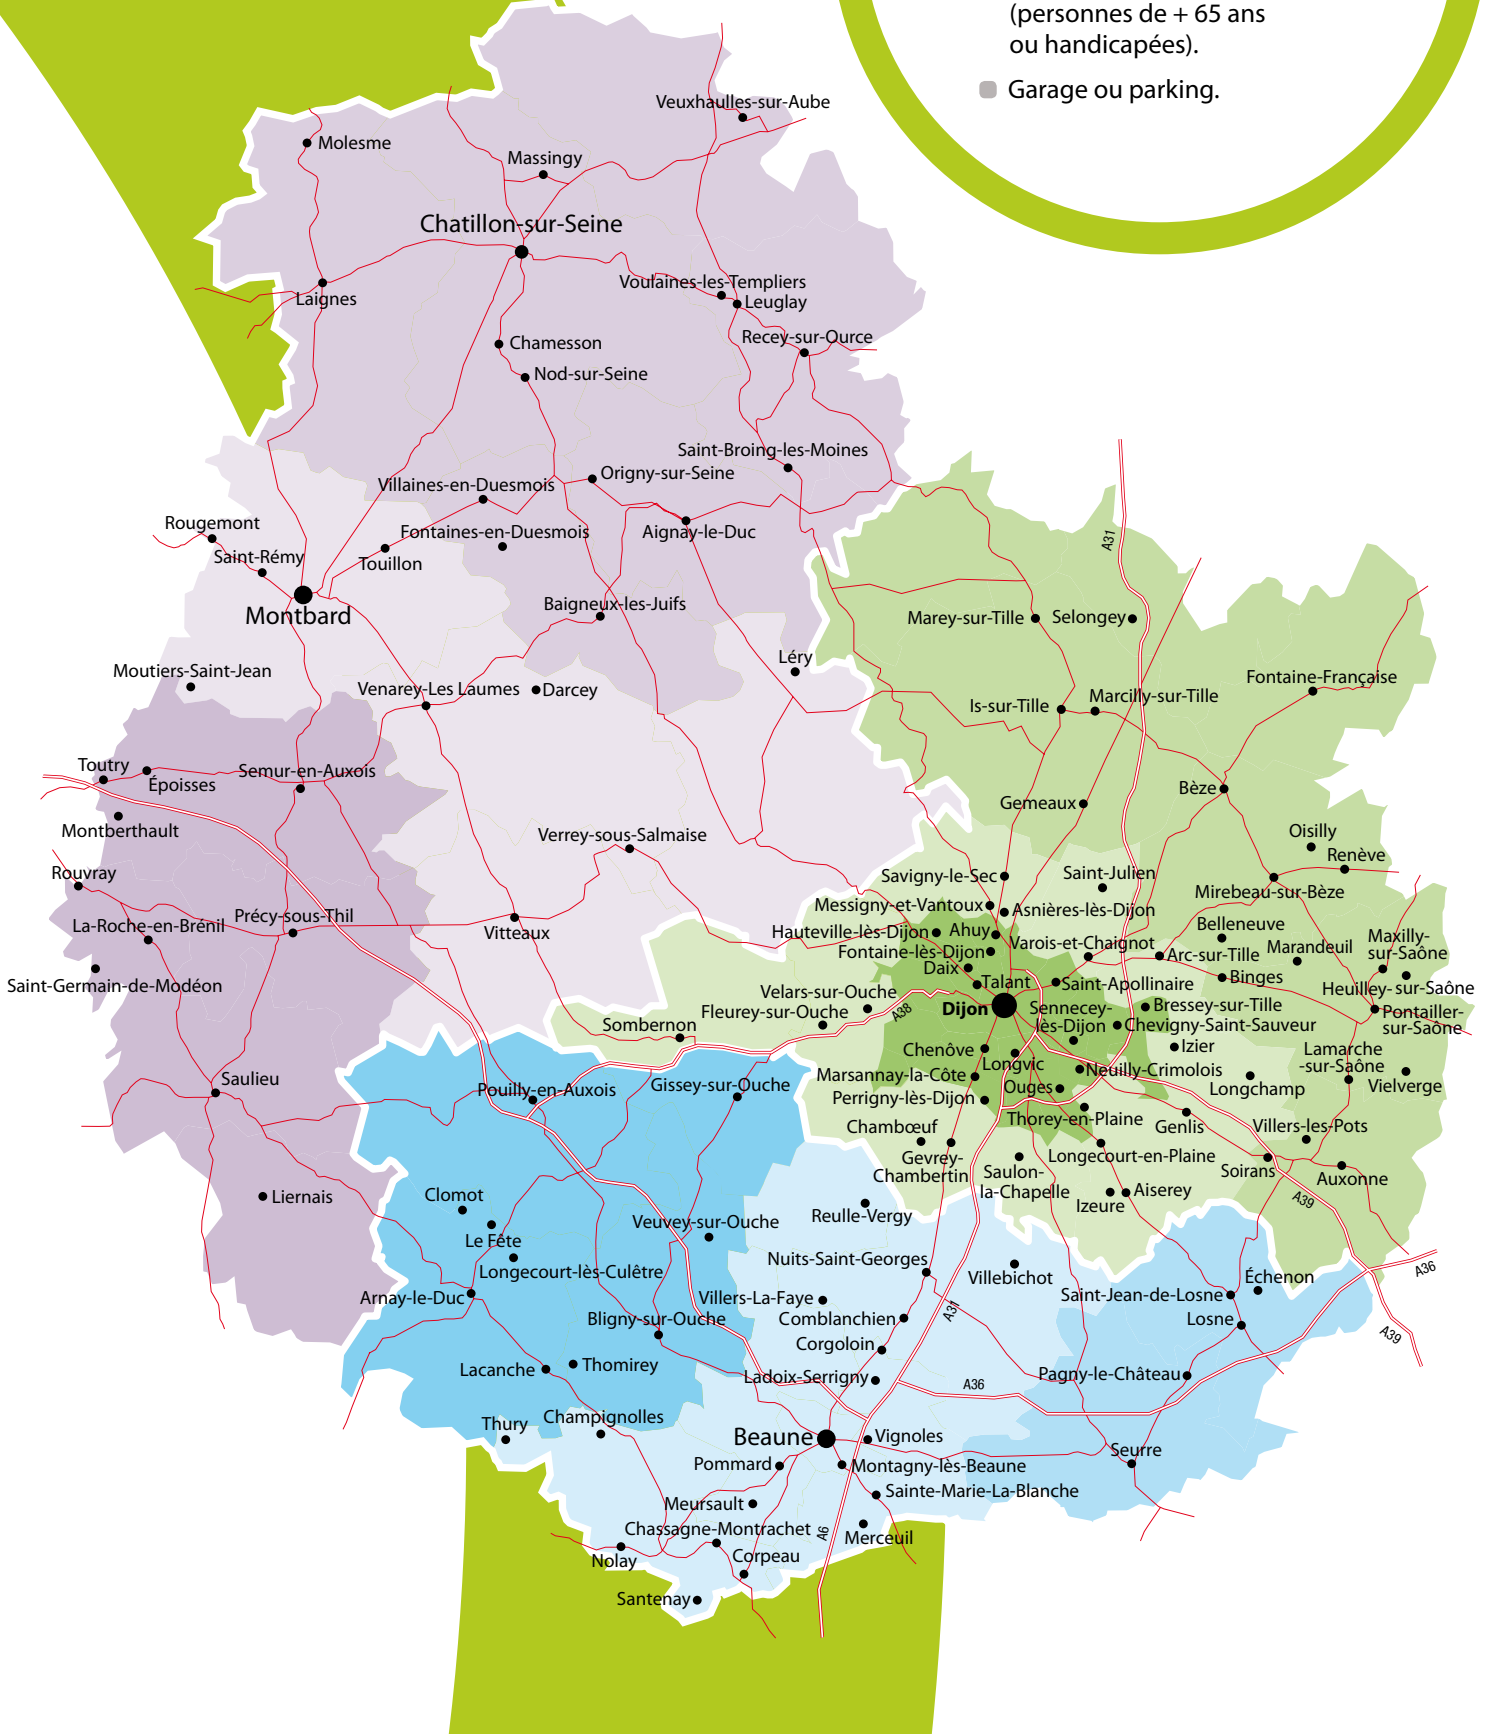 (personnes de + 65 ans
ou handicapées).
Garage ou parking.
Veuxhaulles-sur-Aube
Molesme
Massingy
Chatillon-sur-Seine
Voulaines-les-Templiers
Laignes
Leuglay
Recey-sur-Ource
Chamesson
Nod-sur-Seine
Saint-Broing-les-Moines
Origny-sur-Seine
Villaines-en-Duesmois
Rougemont
Fontaines-en-Duesmois
Aignay-le-Duc
A31
Saint-Rémy
Touillon
Montbard
Baigneux-les-Juifs
Marey-sur-Tille
Selongey
Léry
Moutiers-Saint-Jean
Venarey-Les Laumes
Darcey
Fontaine-Française
Is-sur-Tille
Marcilly-sur-Tille
Toutry
Époisses
Semur-en-Auxois
Bèze
Gemeaux
Montberthault
Verrey-sous-Salmaise
Oisilly
Renève
Rouvray
Savigny-le-Sec
Saint-Julien
Mirebeau-sur-Bèze
Messigny-et-Vantoux
Asnières-lès-Dijon
La-Roche-en-Brénil
Précy-sous-Thil
Vitteaux
Hauteville-lès-Dijon
Ahuy
Belleneuve
Varois-et-Chaignot
Marandeuil
Maxilly-
sur-Saône
Fontaine-lès-Dijon
Arc-sur-Tille
Daix
Talant
Saint-Apollinaire
Binges
Heuilley-sur-Saône
Saint-Germain-de-Modéon
Velars-sur-Ouche
Fleurey-sur-Ouche
A38
Dijon
Sennecey-
lès-Dijon
Bressey-sur-Tille
Chevigny-Saint-Sauveur
Pontailler-
sur-Saône
Sombernon
Chenôve
Longvic
Izier
Lamarche
-sur-Saône
Marsannay-la-Côte
Neuilly-Crimolois
Saulieu
Pouilly-en-Auxois
Gissey-sur-Ouche
Ouges
Longchamp
Vielverge
Perrigny-lès-Dijon
Thorey-en-Plaine
Genlis
Villers-les-Pots
Chambœuf
Gevrey-
Chambertin
Longecourt-en-Plaine
Soirans
Auxonne
Saulon-
la-Chapelle
Aiserey
Izeure
A39
Liernais
Clomot
Reulle-Vergy
Veuvey-sur-Ouche
Le Fête
Longecourt-lès-Culêtre
Nuits-Saint-Georges
Villebichot
A36
Échenon
Arnay-le-Duc
Villers-La-Faye
Saint-Jean-de-Losne
A31
Comblanchien
Losne
Bligny-sur-Ouche
A39
Corgoloin
Lacanche
Thomirey
Ladoix-Serrigny
A36
Pagny-le-Château
Thury
Champignolles
Beaune
Vignoles
Seurre
Pommard
Montagny-lès-Beaune
Sainte-Marie-La-Blanche
Meursault
Chassagne-Montrachet
A6
Merceuil
Nolay
Corpeau
Santenay